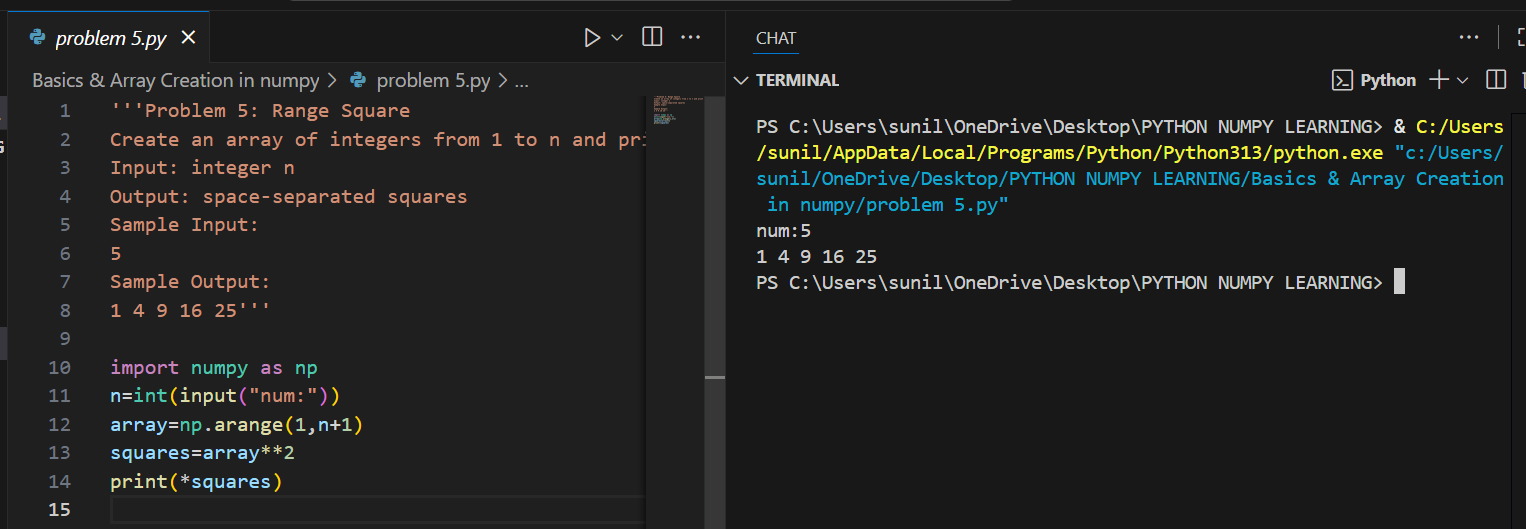 problem 5.py
Basics & Array Creation in numpy > problem 5.py > ...
1 '''Problem 5: Range Square
2 Create an array of integers from 1 to n and pri
3 Input: integer n
4 Output: space-separated squares
5 Sample Input:
6 5
7 Sample Output:
8 1 4 9 16 25'''
9
10 import numpy as np
11 n=int(input("num:"))
12 array=np.arange(1,n+1)
13 squares=array**2
14 print(*squares)
15
CHAT
TERMINAL
Python
PS C:\Users\sunil\OneDrive\Desktop\PYTHON NUMPY LEARNING> & C:/Users
/sunil/AppData/Local/Programs/Python/Python313/python.exe "c:/Users/
sunil/OneDrive/Desktop/PYTHON NUMPY LEARNING/Basics & Array Creation
in numpy/problem 5.py"
num:5
1 4 9 16 25
PS C:\Users\sunil\OneDrive\Desktop\PYTHON NUMPY LEARNING>